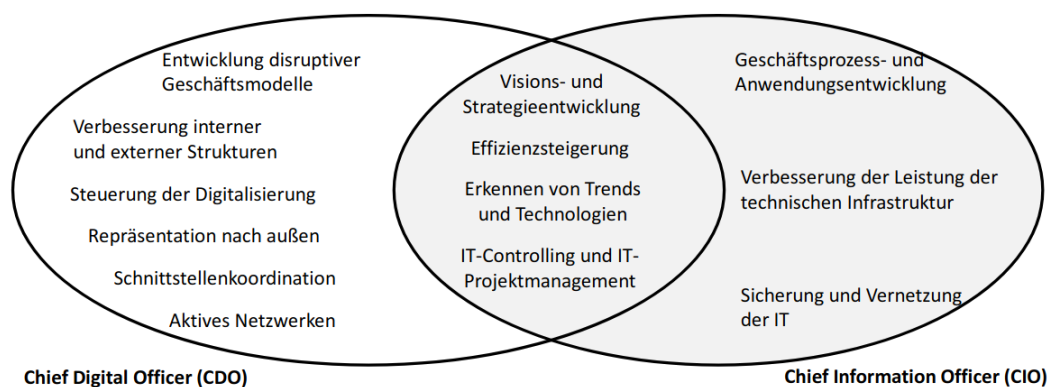 Entwicklung disruptiver
Geschäftsmodelle
Verbesserung interner
und externer Strukturen
Steuerung der Digitalisierung
Repräsentation nach außen
Schnittstellenkoordination
Aktives Netzwerken
Visions- und
Strategieentwicklung
Effizienzsteigerung
Erkennen von Trends
und Technologien
IT-Controlling und IT-
Projektmanagement
Geschäftsprozess- und
Anwendungsentwicklung
Verbesserung der Leistung der
technischen Infrastruktur
Sicherung und Vernetzung
der IT
Chief Digital Officer (CDO)
Chief Information Officer (CIO)